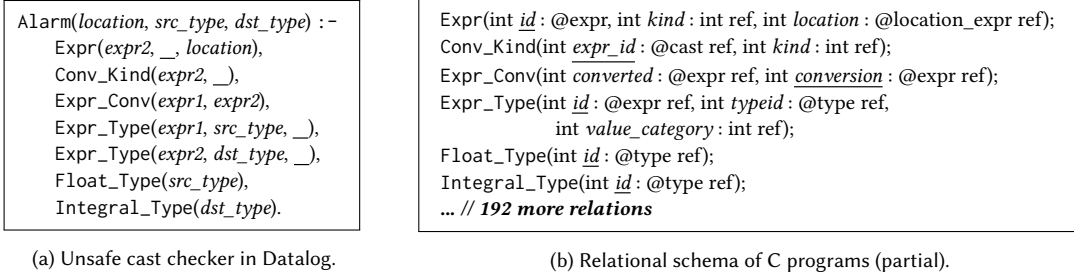 Alarm(location, src_type, dst_type) :-
Expr(expr2, __, location),
Conv_Kind(expr2, __),
Expr_Conv(expr1, expr2),
Expr_Type(expr1, src_type, __),
Expr_Type(expr2, dst_type, __),
Float_Type(src_type),
Integral_Type(dst_type).
(a) Unsafe cast checker in Datalog.
Expr(int id : @expr, int kind : int ref, int location : @location_expr ref);
Conv_Kind(int expr_id : @cast ref, int kind : int ref);
Expr_Conv(int converted : @expr ref, int conversion : @expr ref);
Expr_Type(int id : @expr ref, int typeid : @type ref,
int value_category : int ref);
Float_Type(int id : @type ref);
Integral_Type(int id : @type ref);
... // 192 more relations
(b) Relational schema of C programs (partial).